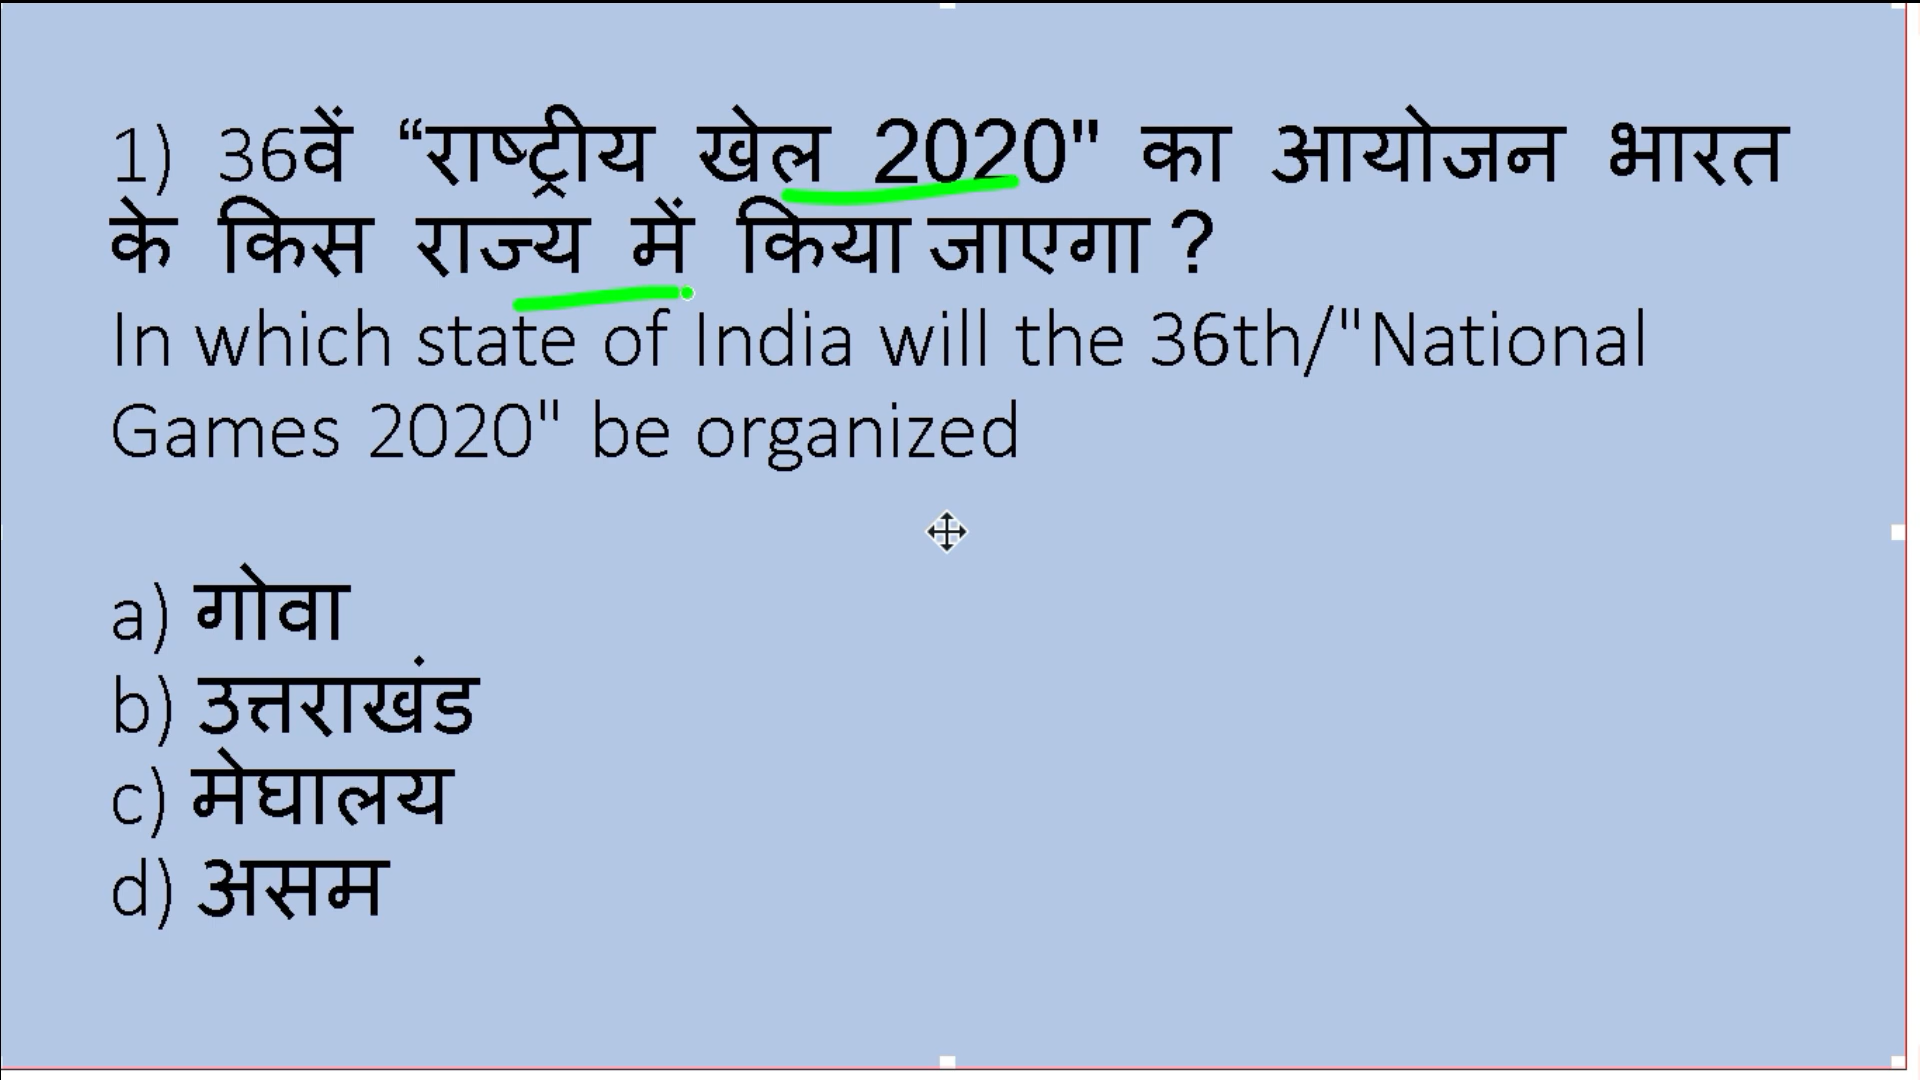 1) 36वें “राष्ट्रीय खेल 2020" का आयोजन भारत
के किस राज्य में किया जाएगा ?
In which state of India will the 36th/"National
Games 2020" be organized
a) गोवा
b) उत्तराखंड
c) मेघालय
d) असम